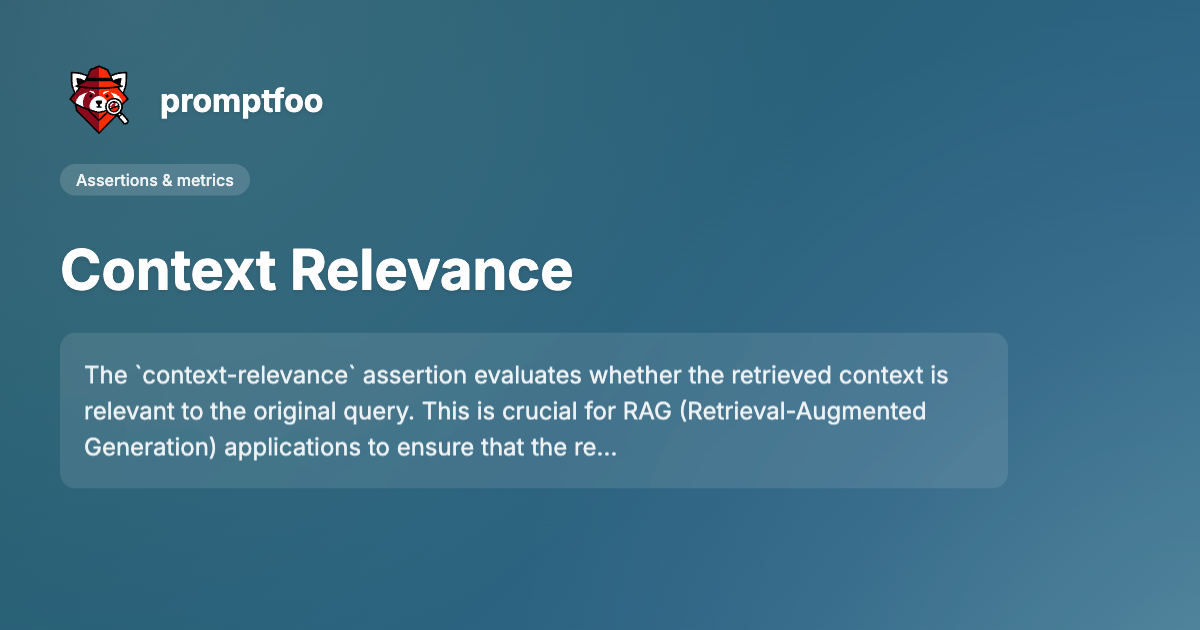 promptfoo
Assertions & metrics
Context Relevance
The `context-relevance` assertion evaluates whether the retrieved context is
relevant to the original query. This is crucial for RAG (Retrieval-Augmented
Generation) applications to ensure that the re...